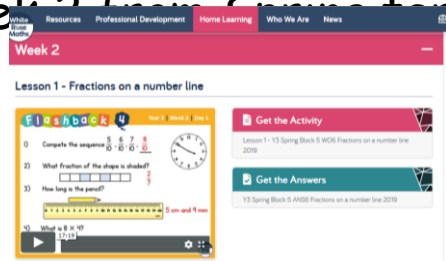 White Rose Maths
Resources Professional Development Home Learning Who We Are News
Week 2
Lesson 1 - Fractions on a number line
Flashback 4 Year 3 | Week 2 | Day 1
1) Compete the sequence 5/10, 6/10, 7/10, 8/10
2) What fraction of the shape is shaded? 2/7
3) How long is the pencil?
5 cm and 9 mm
4) What is 8 X 4?
17:19
Get the Activity
Lesson 1 - Y3 Spring Block 5 WO6 Fractions on a number line
2019
Get the Answers
Y3 Spring Block 5 ANS6 Fractions on a number line 2019